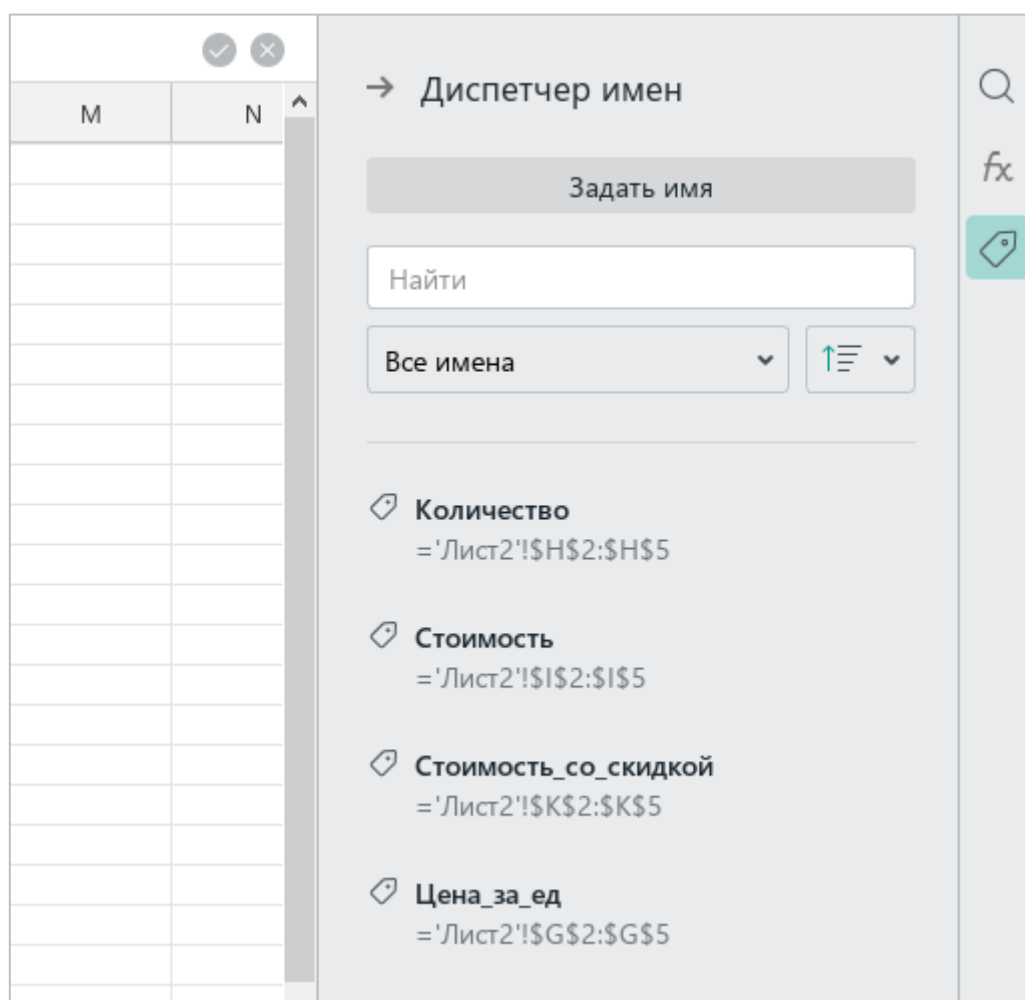 M N
Диспетчер имен
Задать имя
Найти
Все имена
fx
Количество
='Лист2'!$H$2:$H$5
Стоимость
='Лист2'!$I$2:$I$5
Стоимость_со_скидкой
='Лист2'!$K$2:$K$5
Цена_за_ед
='Лист2'!$G$2:$G$5